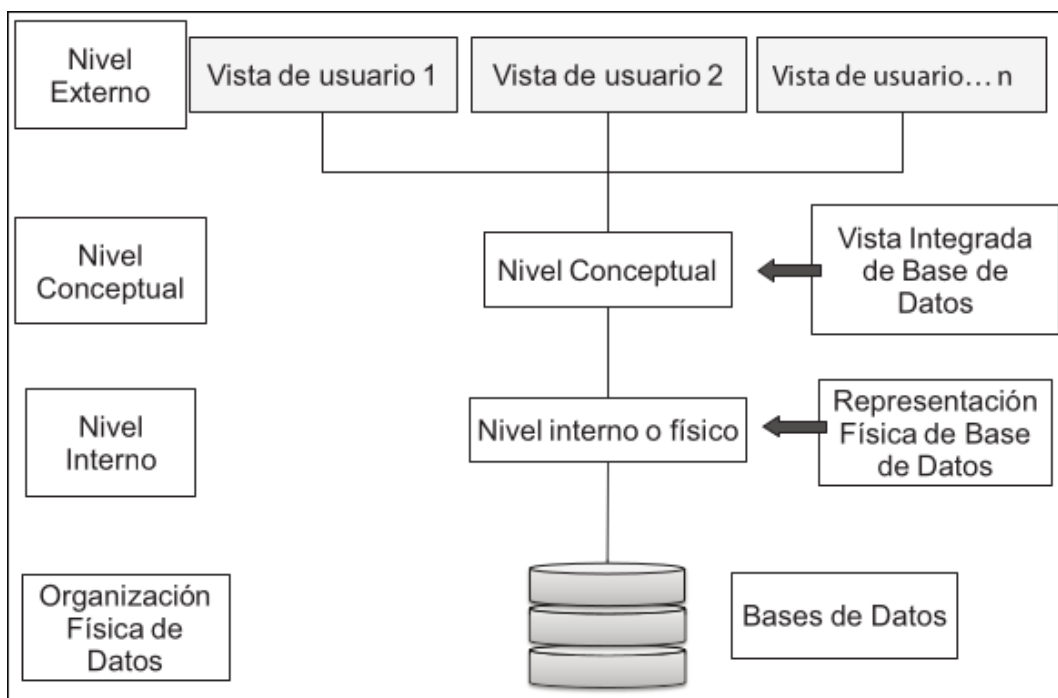 Nivel
Externo
Vista de usuario 1
Vista de usuario 2
Vista de usuario... n
Nivel
Conceptual
Nivel Conceptual
Vista Integrada
de Base de
Datos
Nivel
Interno
Nivel interno o físico
Representación
Física de Base
de Datos
Organización
Física de
Datos
Bases de Datos